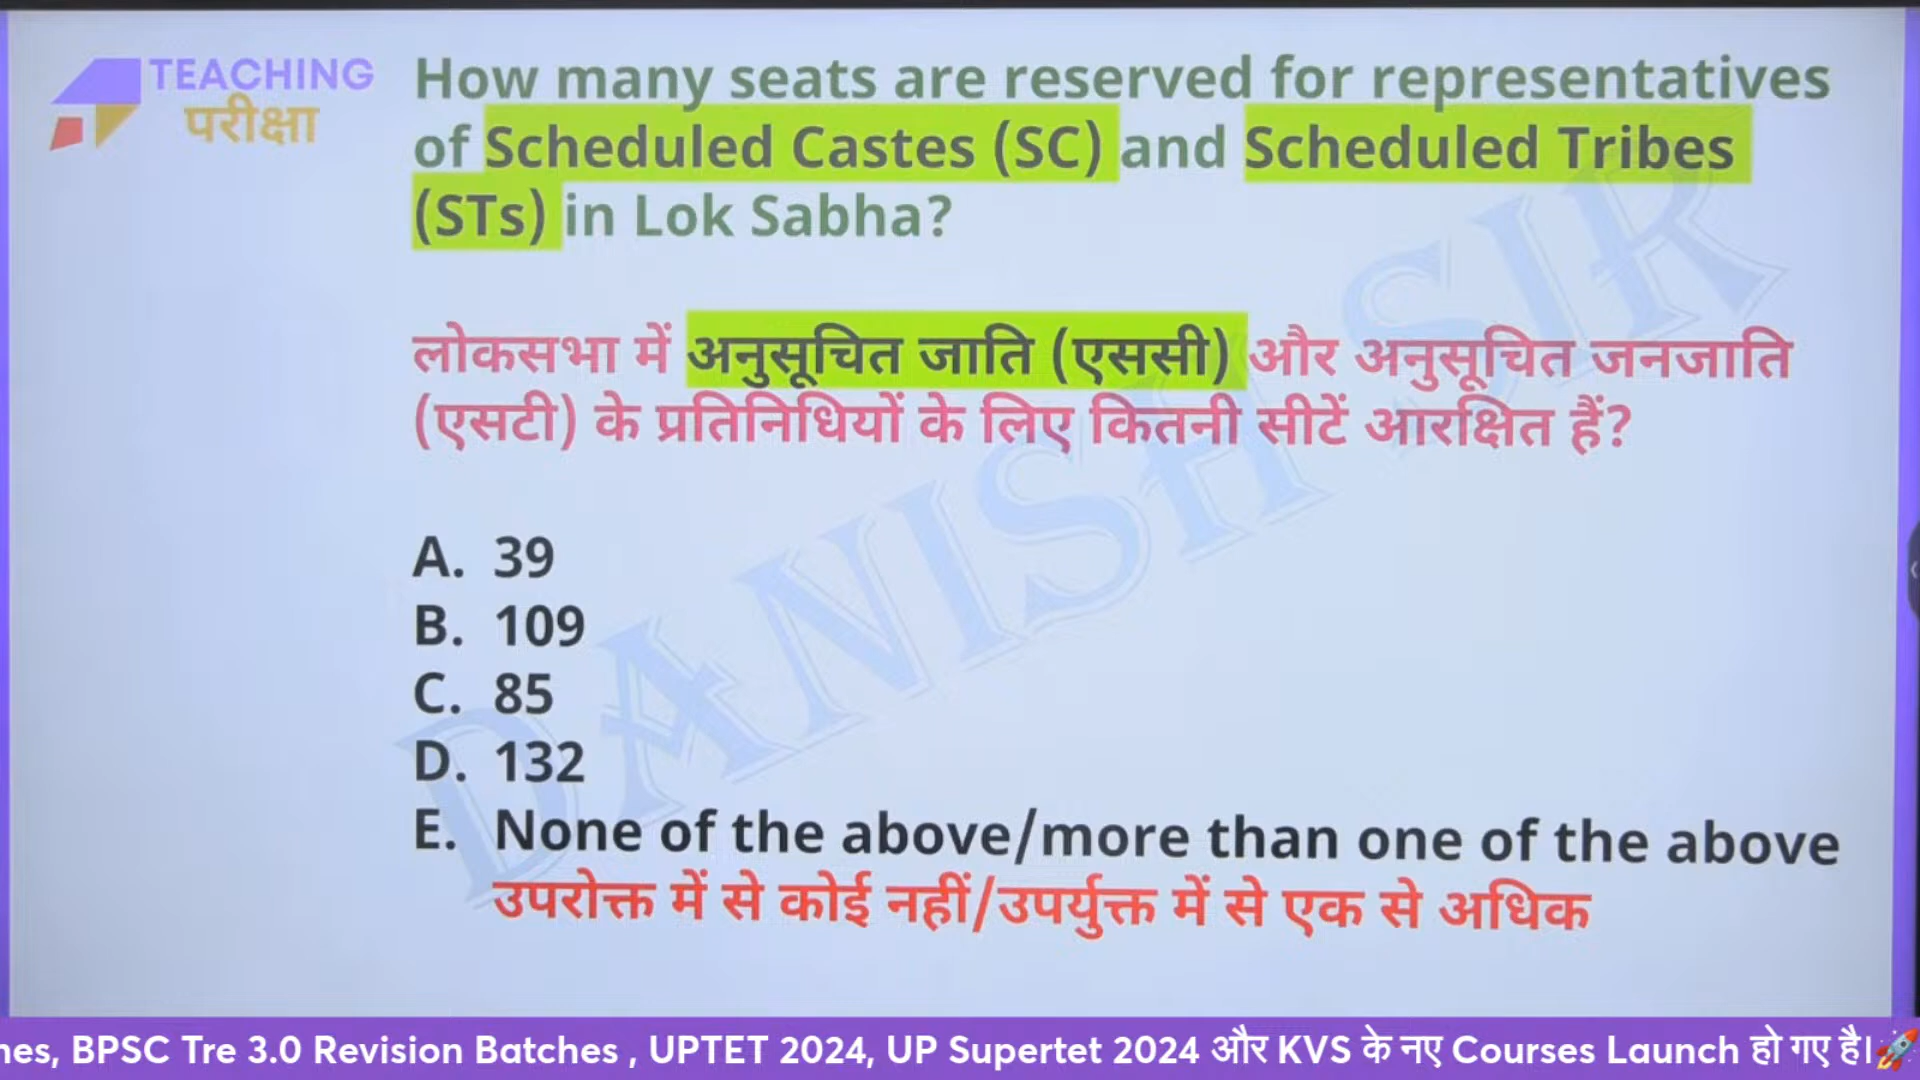 TEACHING
परीक्षा
How many seats are reserved for representatives
of Scheduled Castes (SC) and Scheduled Tribes
(STs) in Lok Sabha?
लोकसभा में अनुसूचित जाति (एससी) और अनुसूचित जनजाति
(एसटी) के प्रतिनिधियों के लिए कितनी सीटें आरक्षित हैं?
DANISH SIR
A. 39
B. 109
C. 85
D. 132
E. None of the above/more than one of the above
उपरोक्त में से कोई नहीं/उपर्युक्त में से एक से अधिक
BPSC Tre 3.0 Revision Batches , UPTET 2024, UP Supertet 2024 और KVS के नए Courses Launch हो गए है।🚀